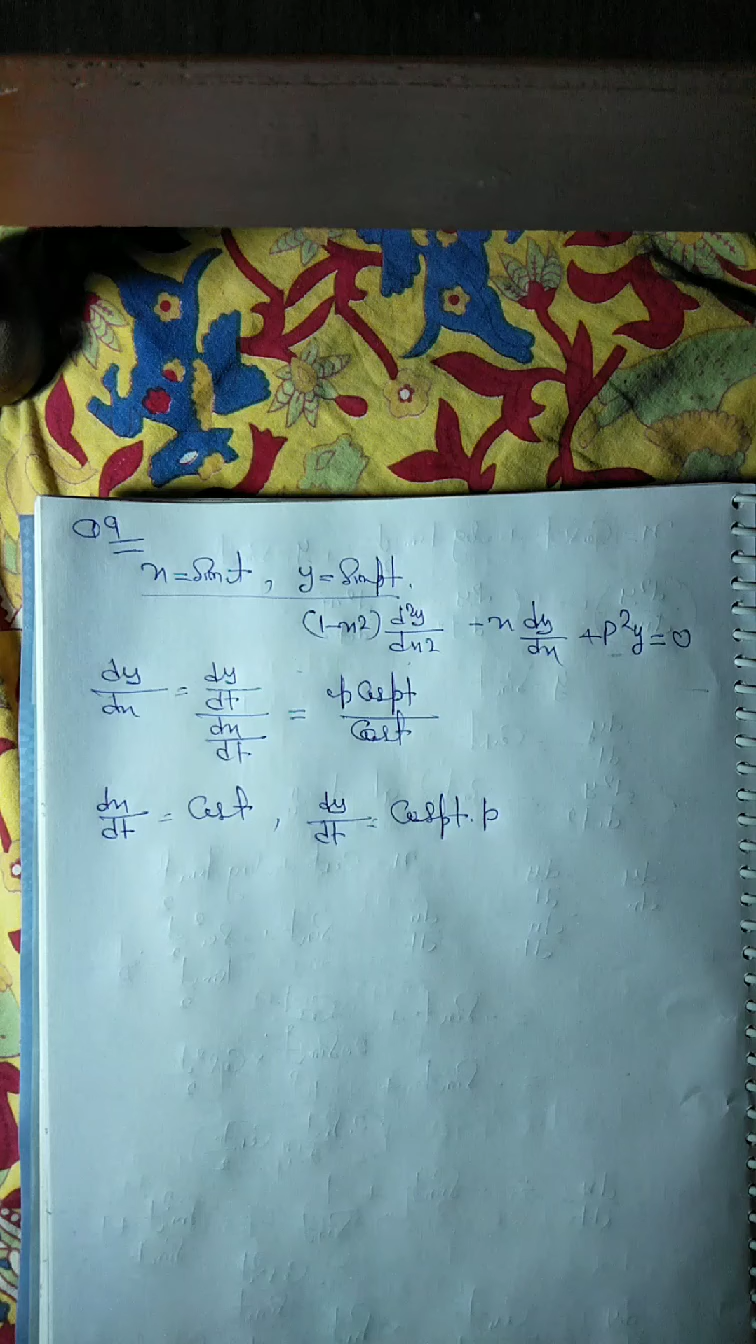 Q9
x = Sin t, y = Sin pt.
(1-x2) d²y/dx2 - x dy/dx + p²y = 0
dy/dx = (dy/dt)/(dx/dt) = p Cos pt / Cos t
dx/dt = Cos t, dy/dt = Cos pt . p